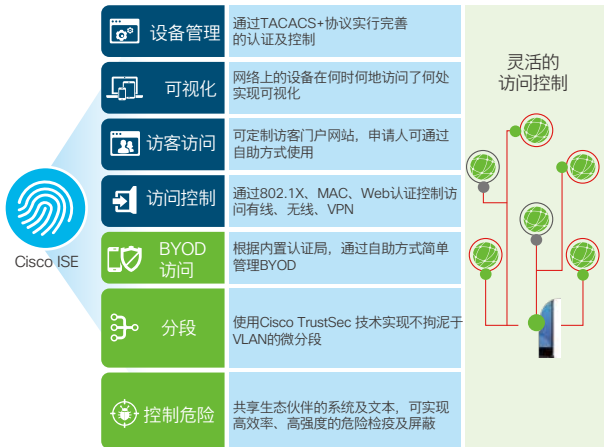 设备管理
通过TACACS+协议实行完善
的认证及控制
可视化
网络上的设备在何时何地访问了何处
实现可视化
访客访问
可定制访客门户网站，申请人可通过
自助方式使用
访问控制
通过802.1X、MAC、Web认证控制访
问有线、无线、VPN
BYOD
访问
根据内置认证局，通过自助方式简单
管理BYOD
分段
使用Cisco TrustSec 技术实现不拘泥于
VLAN的微分段
控制危险
共享生态伙伴的系统及文本，可实现
高效率、高强度的危险检疫及屏蔽
Cisco ISE
灵活的
访问控制